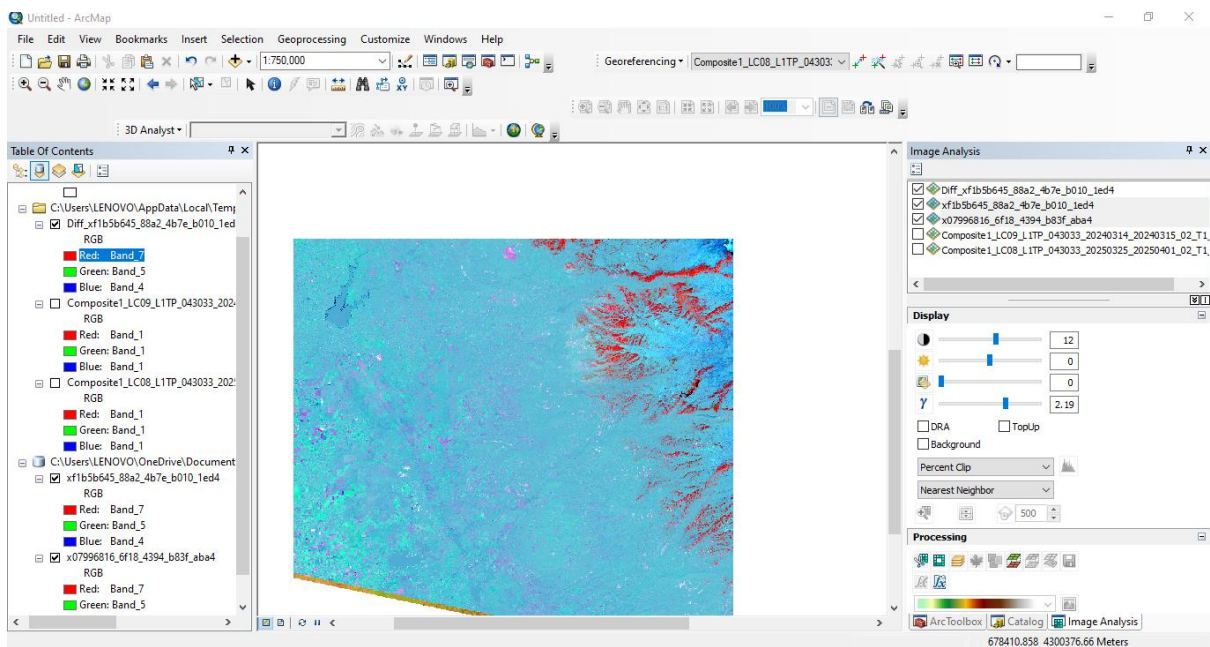 Untitled - ArcMap
File Edit View Bookmarks Insert Selection Geoprocessing Customize Windows Help
1:750,000
Georeferencing
Composite1_LC08_L1TP_04303:
3D Analyst
Table Of Contents
C:\Users\LENOVO\AppData\Local\Temp
Diff_xf1b5b645_88a2_4b7e_b010_1ed
RGB
Red: Band_7
Green: Band_5
Blue: Band_4
Composite1_LC09_L1TP_043033_202
RGB
Red: Band_1
Green: Band_1
Blue: Band_1
Composite1_LC08_L1TP_043033_202
RGB
Red: Band_1
Green: Band_1
Blue: Band_1
C:\Users\LENOVO\OneDrive\Document
xf1b5b645_88a2_4b7e_b010_1ed4
RGB
Red: Band_7
Green: Band_5
Blue: Band_4
x07996816_6f18_4394_b83f_aba4
RGB
Red: Band_7
Green: Band_5
Image Analysis
Diff_xf1b5b645_88a2_4b7e_b010_1ed4
xf1b5b645_88a2_4b7e_b010_1ed4
x07996816_6f18_4394_b83f_aba4
Composite1_LC09_L1TP_043033_20240314_20240315_02_T1_
Composite1_LC08_L1TP_043033_20250325_20250401_02_T1_
Display
12
0
0
γ 2.19
DRA TopUp
Background
Percent Clip
Nearest Neighbor
500
Processing
ArcToolbox Catalog Image Analysis
678410.858 4300376.66 Meters